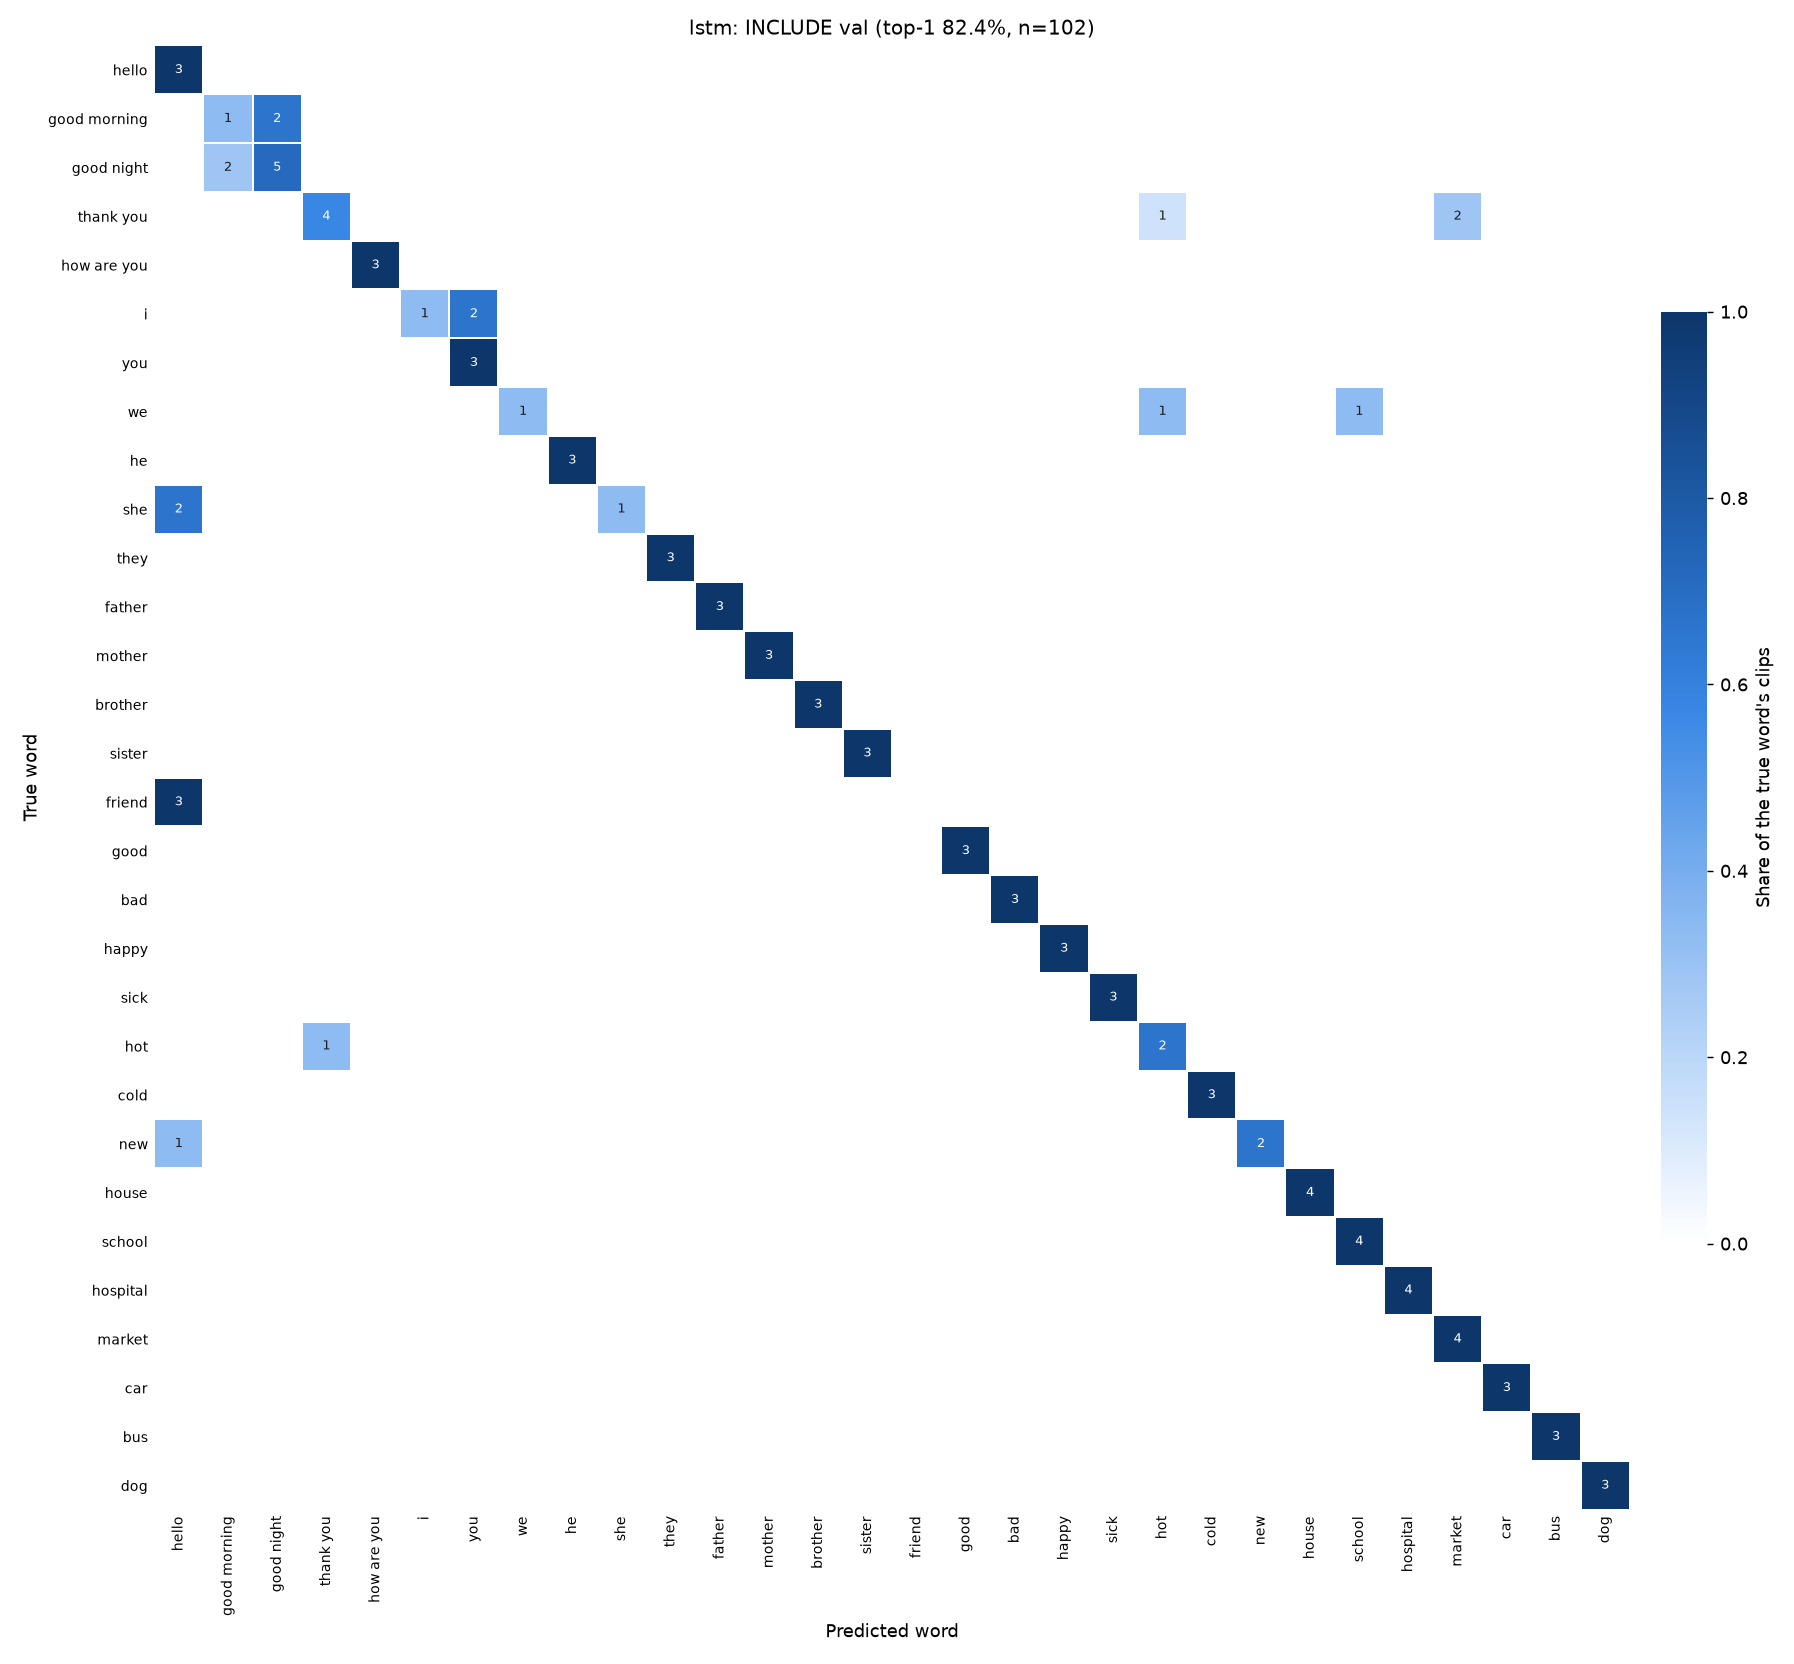 lstm: INCLUDE val (top-1 82.4%, n=102)
hello 3
good morning 1 2
good night 2 5
thank you 4 1 2
how are you 3
i 1 2
you 3
we 1 1 1
he 3
she 2 1
they 3
father 3
mother 3
brother 3
sister 3
friend 3
good 3
bad 3
happy 3
sick 3
hot 1 2
cold 3
new 1 2
house 4
school 4
hospital 4
market 4
car 3
bus 3
dog 3
True word
hello good morning good night thank you how are you i you we he she they father mother brother sister friend good bad happy sick hot cold new house school hospital market car bus dog
Predicted word
1.0
0.8
0.6
0.4
0.2
0.0
Share of the true word's clips